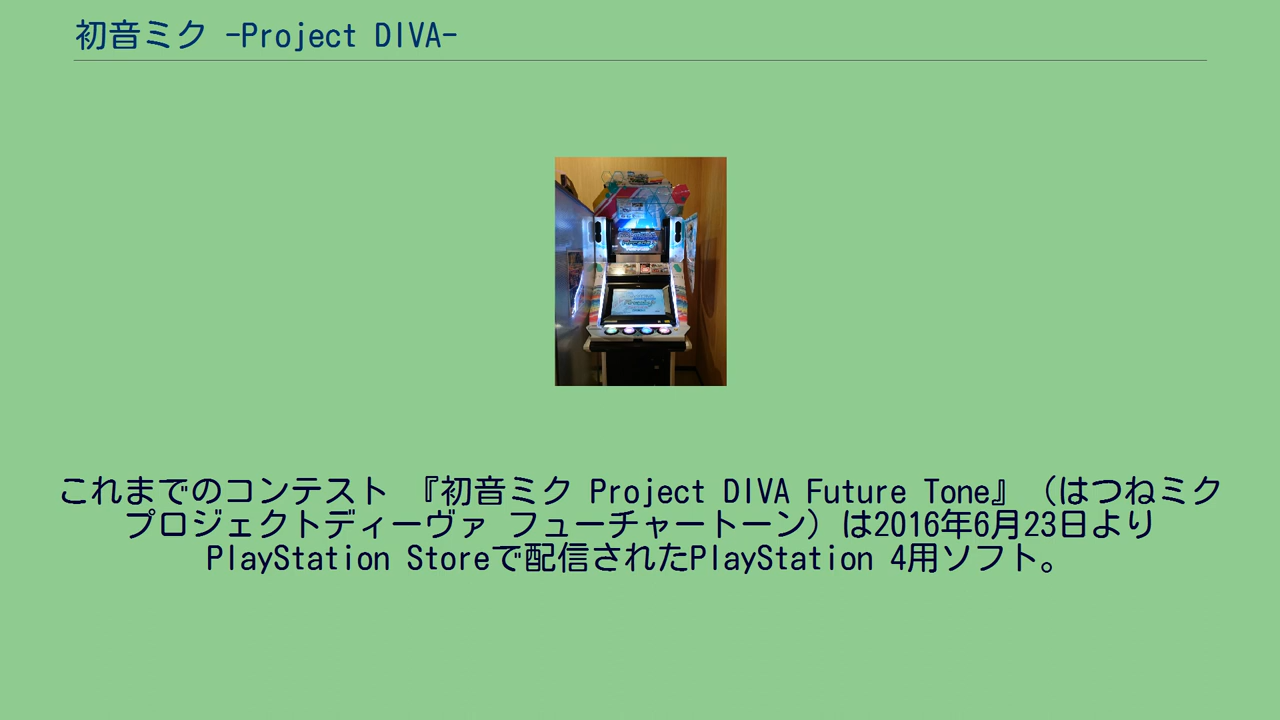 初音ミク -Project DIVA-
これまでのコンテスト 『初音ミク Project DIVA Future Tone』（はつねミク
プロジェクトディーヴァ フューチャートーン）は2016年6月23日より
PlayStation Storeで配信されたPlayStation 4用ソフト。